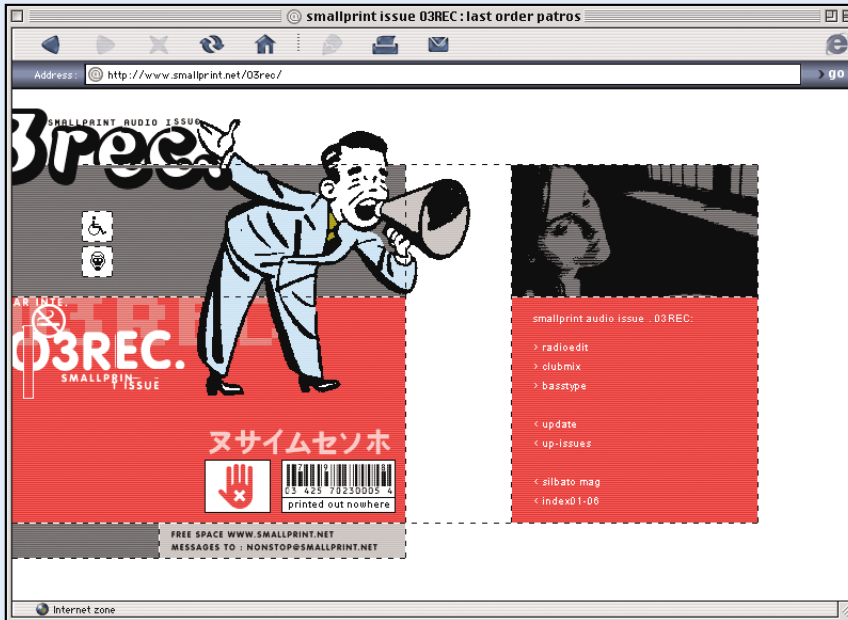 smallprint issue 03REC : last order patros
Address :
http://www.smallprint.net/03rec/
go
SMALLPRINT AUDIO ISSUE
3rec.
AR INTE.
03REC
03REC.
SMALLPRIN
T ISSUE
ヌサイムセソホ
03 425 70230005 4
printed out nowhere
FREE SPACE WWW.SMALLPRINT.NET
MESSAGES TO : NONSTOP@SMALLPRINT.NET
smallprint audio issue . 03REC:
> radioedit
> clubmix
> basstype
< update
< up-issues
< silbato mag
< index01-06
Internet zone